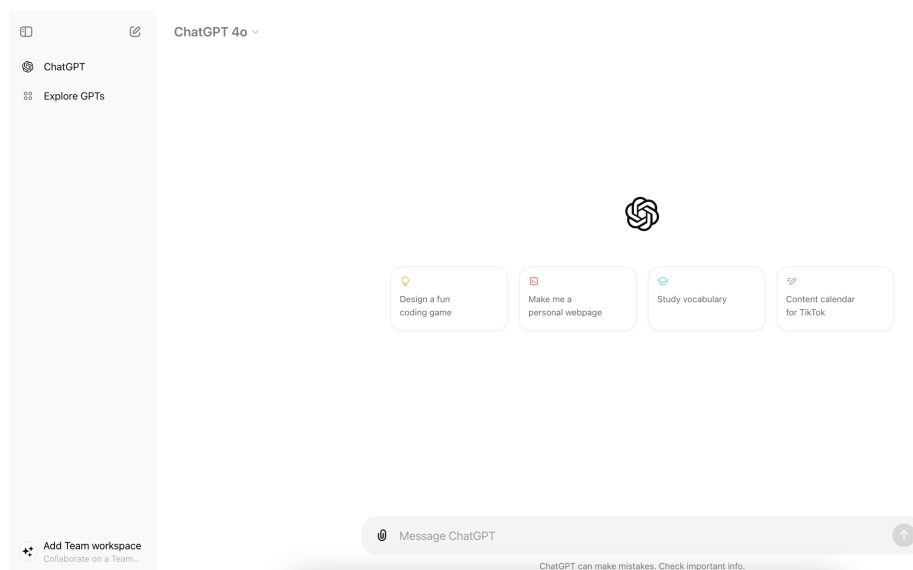 ChatGPT 4o
ChatGPT
Explore GPTs
Design a fun
coding game
Make me a
personal webpage
Study vocabulary
Content calendar
for TikTok
Add Team workspace
Collaborate on a Team...
Message ChatGPT
ChatGPT can make mistakes. Check important info.